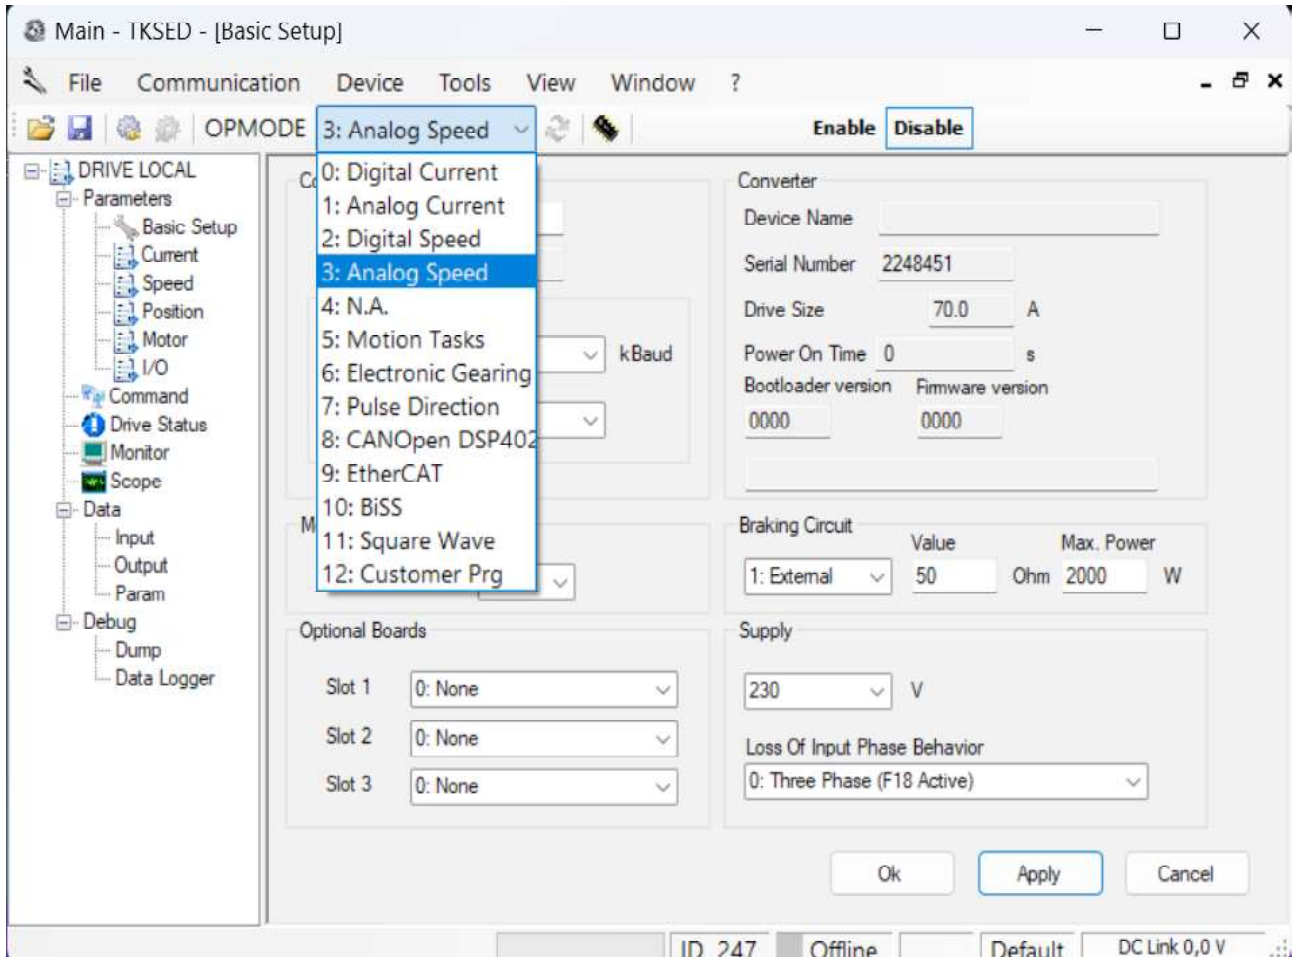 Main - TKSED - [Basic Setup]
File Communication Device Tools View Window ?
OPMODE 3: Analog Speed Enable Disable
DRIVE LOCAL
Parameters
Basic Setup
Current
Speed
Position
Motor
I/O
Command
Drive Status
Monitor
Scope
Data
Input
Output
Param
Debug
Dump
Data Logger
0: Digital Current
1: Analog Current
2: Digital Speed
3: Analog Speed
4: N.A.
5: Motion Tasks
6: Electronic Gearing
7: Pulse Direction
8: CANOpen DSP402
9: EtherCAT
10: BiSS
11: Square Wave
12: Customer Prg
kBaud
Optional Boards
Slot 1 0: None
Slot 2 0: None
Slot 3 0: None
Converter
Device Name
Serial Number 2248451
Drive Size 70.0 A
Power On Time 0 s
Bootloader version Firmware version
0000 0000
Braking Circuit
Value Max. Power
1: External 50 Ohm 2000 W
Supply
230 V
Loss Of Input Phase Behavior
0: Three Phase (F18 Active)
Ok Apply Cancel
ID 247 Offline Default DC Link 0,0 V